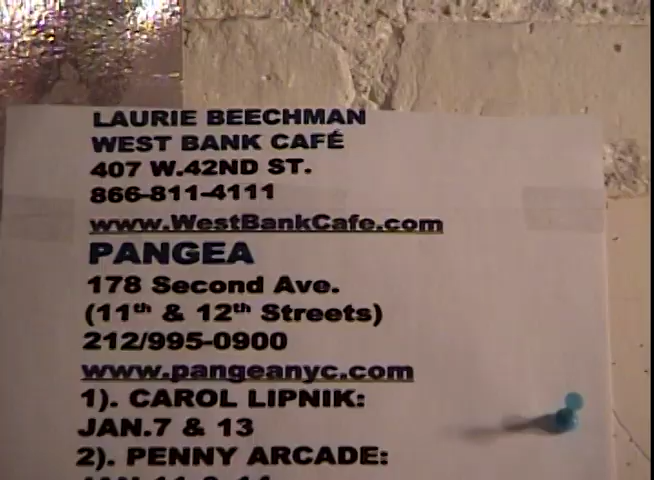 LAURIE BEECHMAN
WEST BANK CAFÉ
407 W.42ND ST.
866-811-4111
www.WestBankCafe.com
PANGEA
178 Second Ave.
(11th & 12th Streets)
212/995-0900
www.pangeanyc.com
1). CAROL LIPNIK:
JAN.7 & 13
2). PENNY ARCADE: